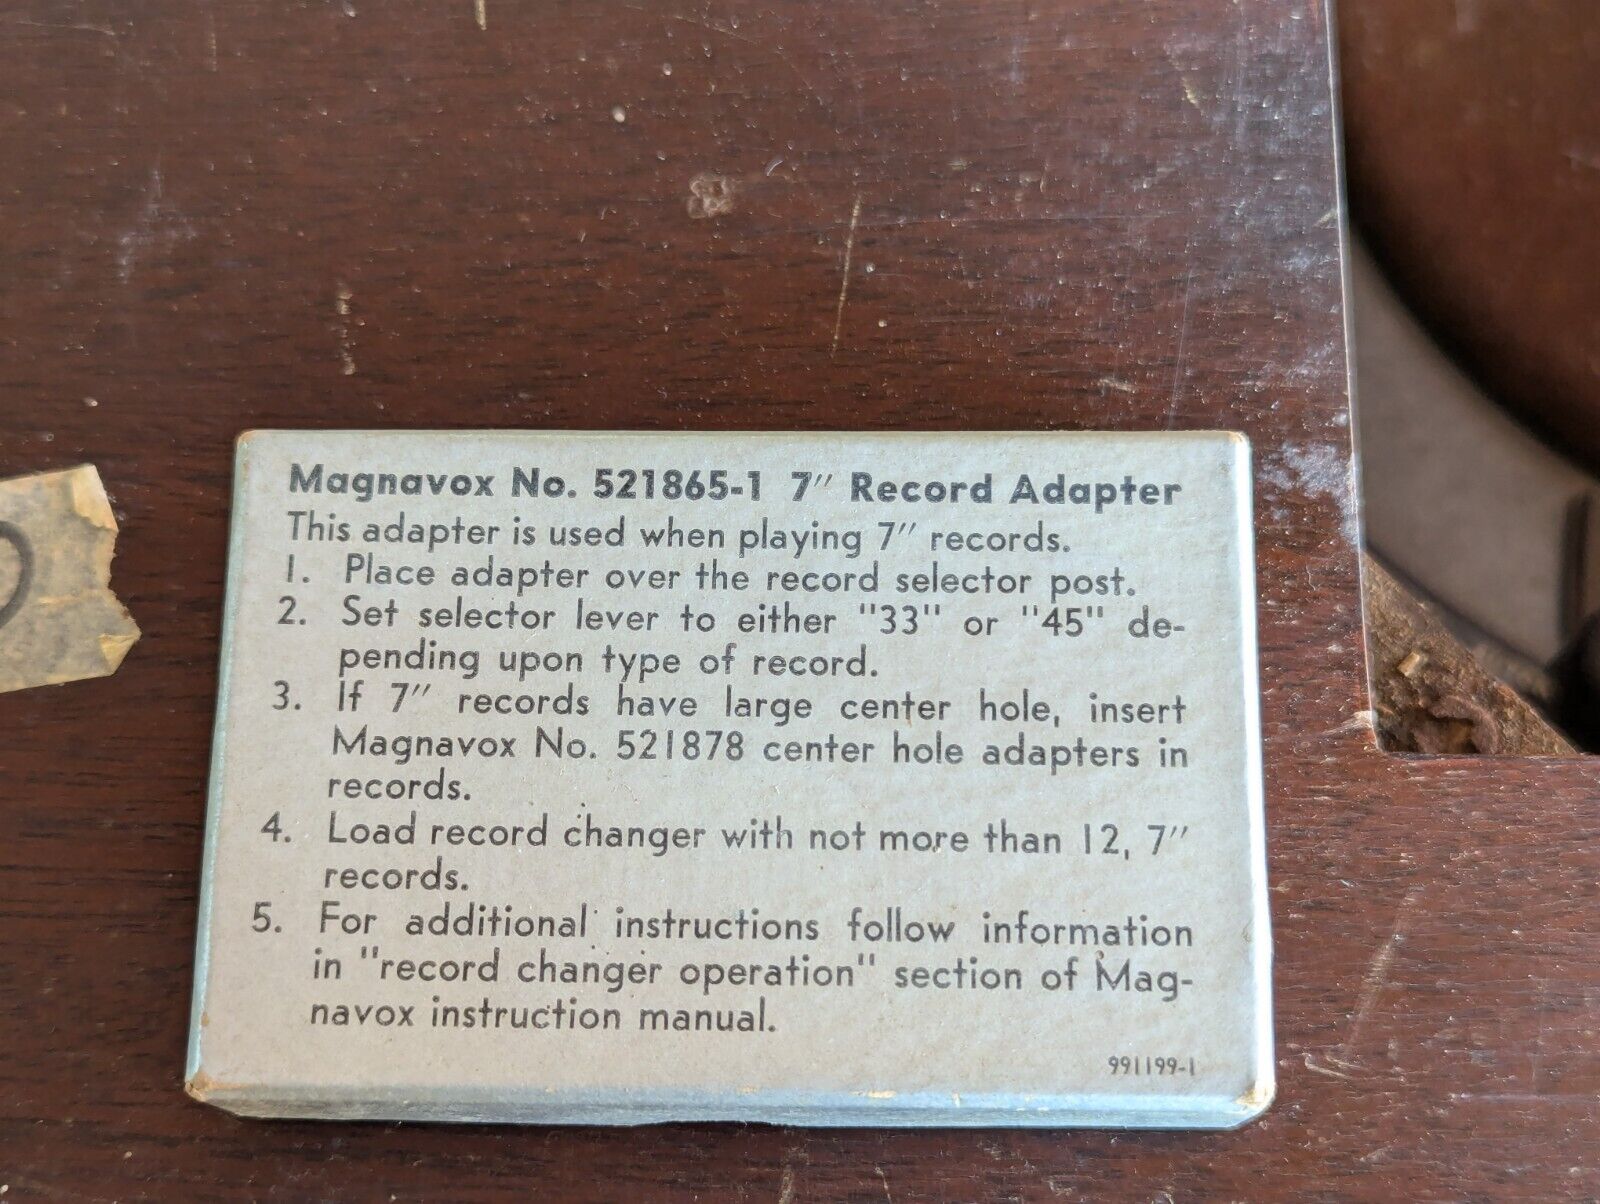 Magnavox No. 521865-1 7" Record Adapter
This adapter is used when playing 7" records.
1. Place adapter over the record selector post.
2. Set selector lever to either "33" or "45" de-
pending upon type of record.
3. If 7" records have large center hole, insert
Magnavox No. 521878 center hole adapters in
records.
4. Load record changer with not more than 12, 7"
records.
5. For additional instructions follow information
in "record changer operation" section of Mag-
navox instruction manual.
991199-1